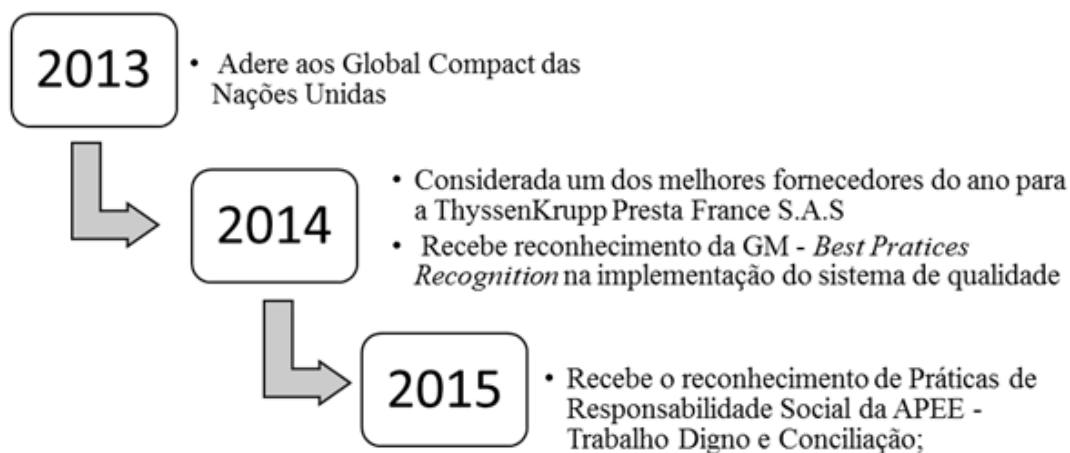 2013
• Adere aos Global Compact das
Nações Unidas
2014
• Considerada um dos melhores fornecedores do ano para
a ThyssenKrupp Presta France S.A.S
• Recebe reconhecimento da GM - Best Pratices
Recognition na implementação do sistema de qualidade
2015
• Recebe o reconhecimento de Práticas de
Responsabilidade Social da APEE -
Trabalho Digno e Conciliação;